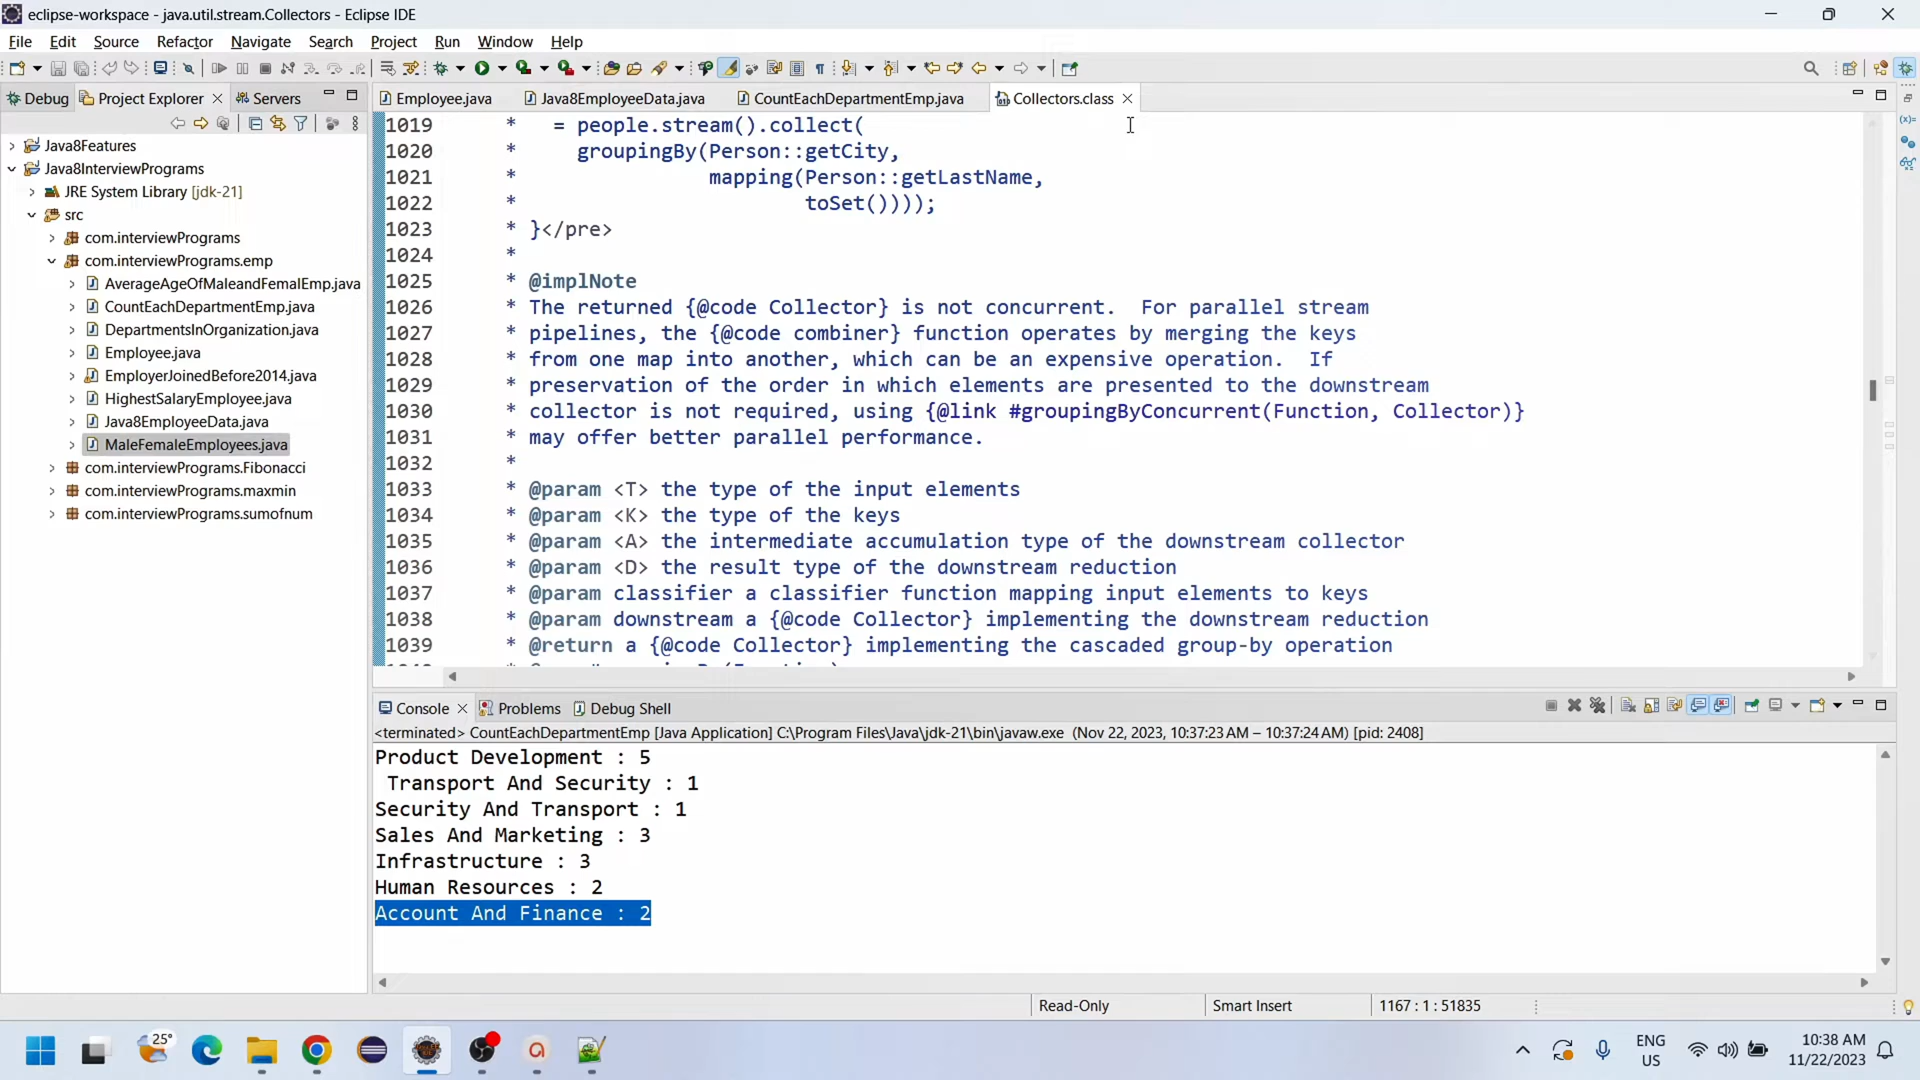 eclipse-workspace - java.util.stream.Collectors - Eclipse IDE
File Edit Source Refactor Navigate Search Project Run Window Help
Debug Project Explorer Servers
Employee.java Java8EmployeeData.java CountEachDepartmentEmp.java Collectors.class
Java8Features
Java8InterviewPrograms
JRE System Library [jdk-21]
src
com.interviewPrograms
com.interviewPrograms.emp
AverageAgeOfMaleandFemalEmp.java
CountEachDepartmentEmp.java
DepartmentsInOrganization.java
Employee.java
EmployerJoinedBefore2014.java
HighestSalaryEmployee.java
Java8EmployeeData.java
MaleFemaleEmployees.java
com.interviewPrograms.Fibonacci
com.interviewPrograms.maxmin
com.interviewPrograms.sumofnum
1019 * = people.stream().collect(
1020 * groupingBy(Person::getCity,
1021 * mapping(Person::getLastName,
1022 * toSet())));
1023 * }</pre>
1024 *
1025 * @implNote
1026 * The returned {@code Collector} is not concurrent. For parallel stream
1027 * pipelines, the {@code combiner} function operates by merging the keys
1028 * from one map into another, which can be an expensive operation. If
1029 * preservation of the order in which elements are presented to the downstream
1030 * collector is not required, using {@link #groupingByConcurrent(Function, Collector)}
1031 * may offer better parallel performance.
1032 *
1033 * @param <T> the type of the input elements
1034 * @param <K> the type of the keys
1035 * @param <A> the intermediate accumulation type of the downstream collector
1036 * @param <D> the result type of the downstream reduction
1037 * @param classifier a classifier function mapping input elements to keys
1038 * @param downstream a {@code Collector} implementing the downstream reduction
1039 * @return a {@code Collector} implementing the cascaded group-by operation
Console Problems Debug Shell
<terminated> CountEachDepartmentEmp [Java Application] C:\Program Files\Java\jdk-21\bin\javaw.exe (Nov 22, 2023, 10:37:23 AM – 10:37:24 AM) [pid: 2408]
Product Development : 5
Transport And Security : 1
Security And Transport : 1
Sales And Marketing : 3
Infrastructure : 3
Human Resources : 2
Account And Finance : 2
Read-Only Smart Insert 1167 : 1 : 51835
25°
ENG
US
10:38 AM
11/22/2023